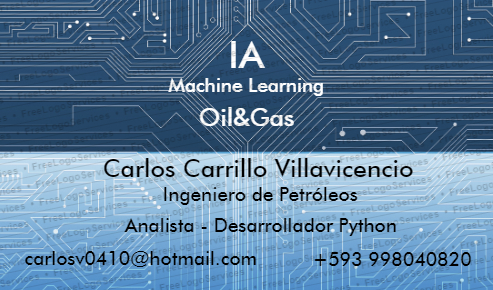 IA
Machine Learning
Oil&Gas
Carlos Carrillo Villavicencio
Ingeniero de Petróleos
Analista - Desarrollador Python
carlosv0410@hotmail.com +593 998040820